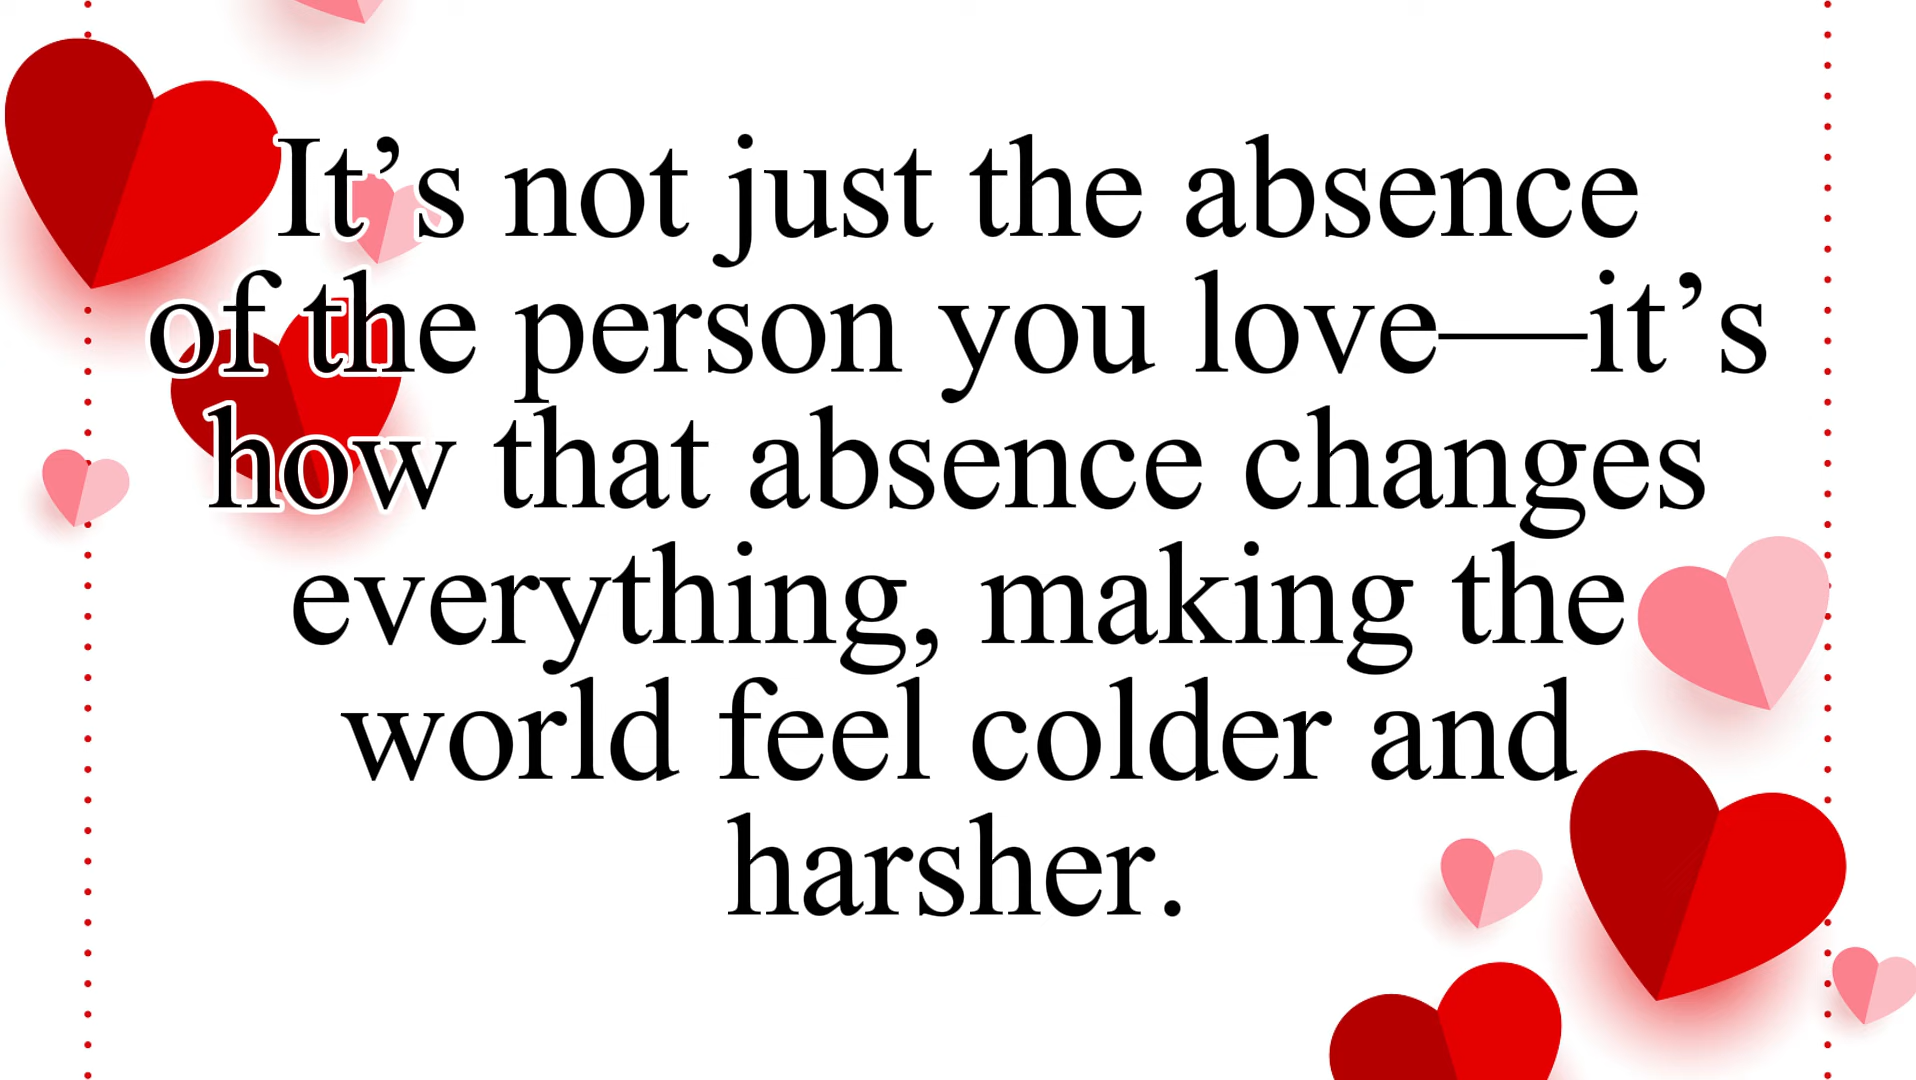 It’s not just the absence
of the person you love—it’s
how that absence changes
everything, making the
world feel colder and
harsher.